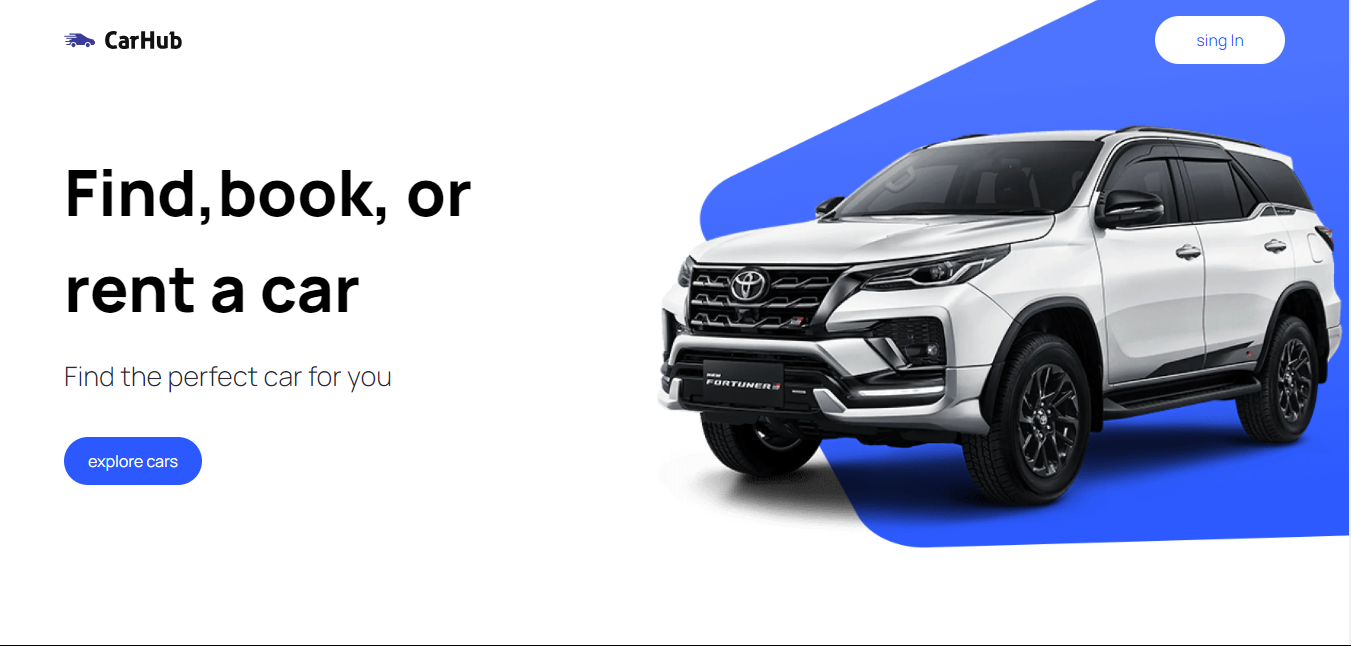 CarHub
sing In
Find,book, or
rent a car
Find the perfect car for you
explore cars
NEW
FORTUNER